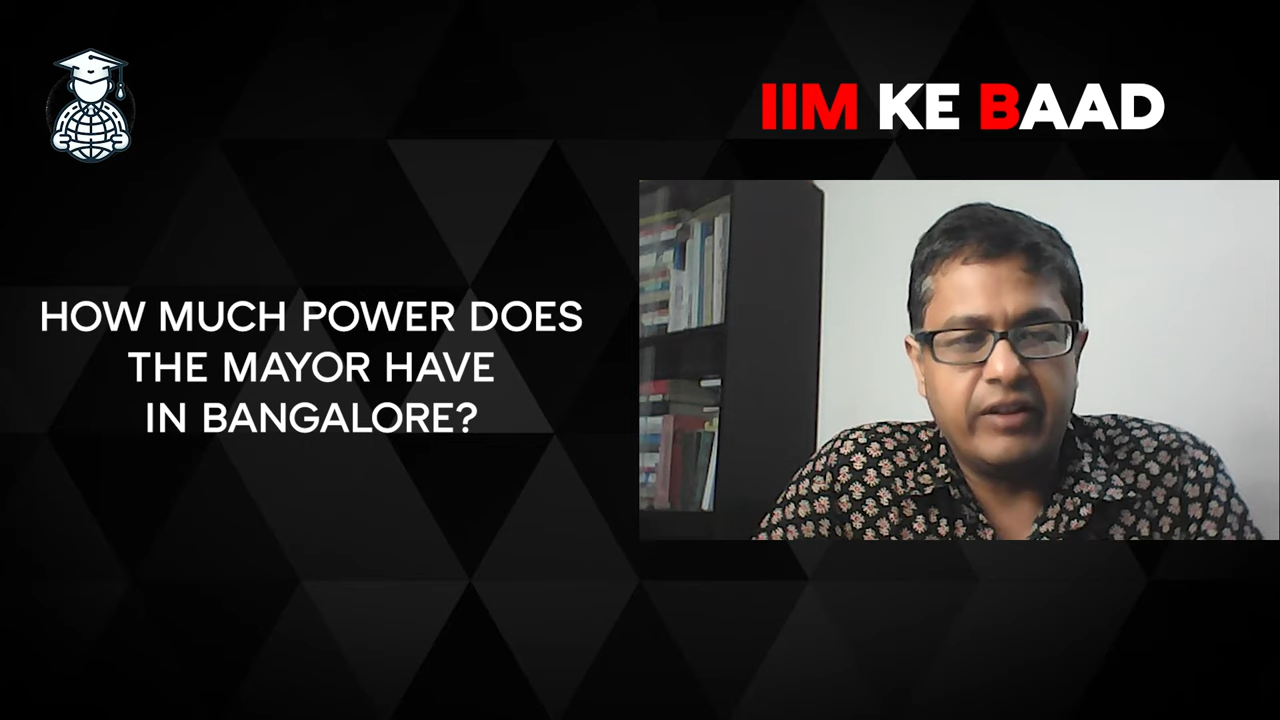 IIM KE BAAD
HOW MUCH POWER DOES
THE MAYOR HAVE
IN BANGALORE?